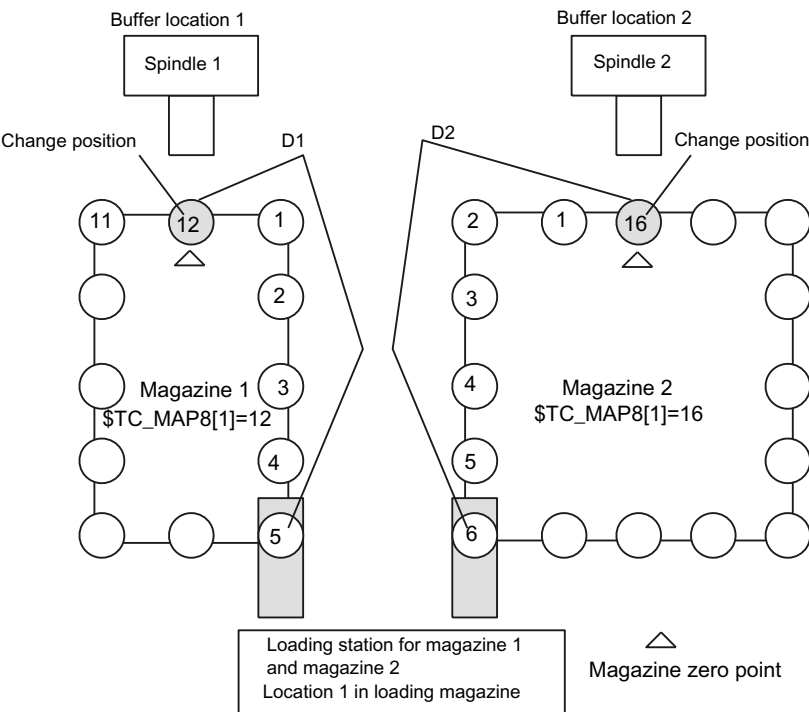 Buffer location 1
Buffer location 2
Spindle 1
Spindle 2
Change position
D1
D2
Change position
11
12
1
2
1
16
2
3
Magazine 1
3
4
Magazine 2
$TC_MAP8[1]=12
$TC_MAP8[1]=16
4
5
5
6
Loading station for magazine 1
and magazine 2
Location 1 in loading magazine
Magazine zero point